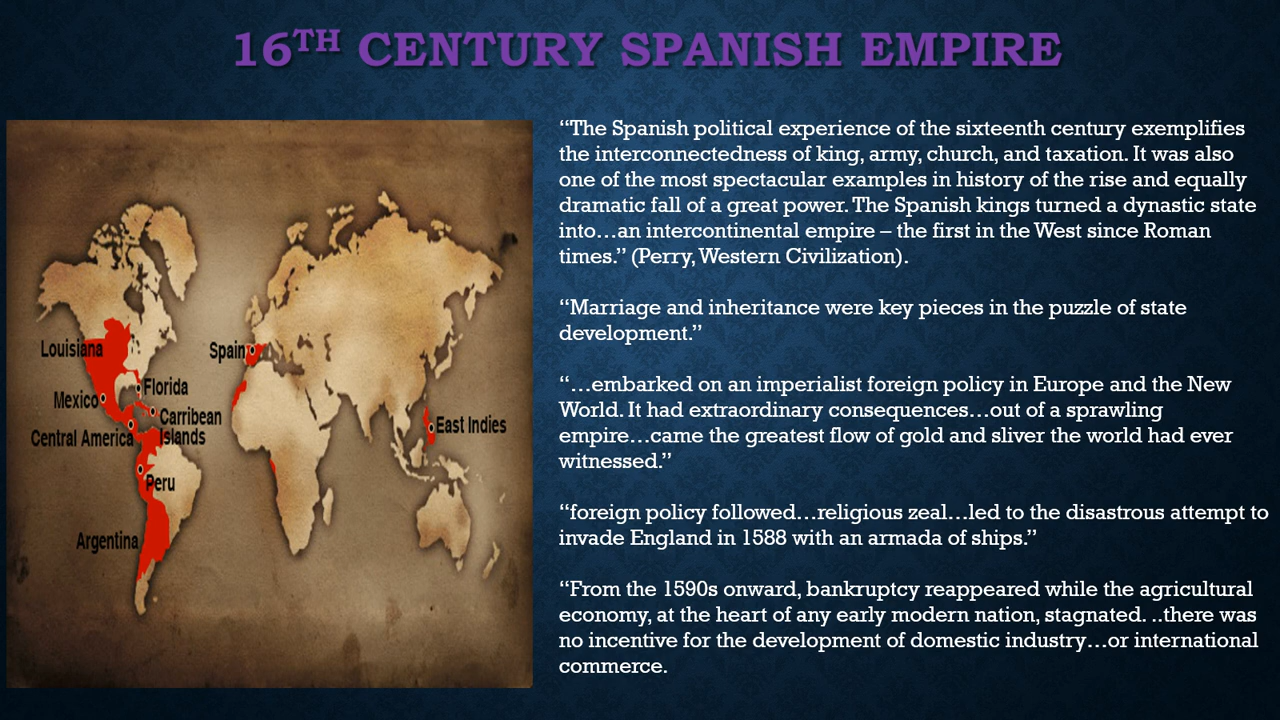 16TH CENTURY SPANISH EMPIRE
Louisiana
Mexico
Central America
Florida
Carribean
Islands
Peru
Argentina
Spain
East Indies
“The Spanish political experience of the sixteenth century exemplifies
the interconnectedness of king, army, church, and taxation. It was also
one of the most spectacular examples in history of the rise and equally
dramatic fall of a great power. The Spanish kings turned a dynastic state
into…an intercontinental empire – the first in the West since Roman
times.” (Perry, Western Civilization).
“Marriage and inheritance were key pieces in the puzzle of state
development.”
“…embarked on an imperialist foreign policy in Europe and the New
World. It had extraordinary consequences…out of a sprawling
empire…came the greatest flow of gold and sliver the world had ever
witnessed.”
“foreign policy followed…religious zeal…led to the disastrous attempt to
invade England in 1588 with an armada of ships.”
“From the 1590s onward, bankruptcy reappeared while the agricultural
economy, at the heart of any early modern nation, stagnated. ..there was
no incentive for the development of domestic industry…or international
commerce.